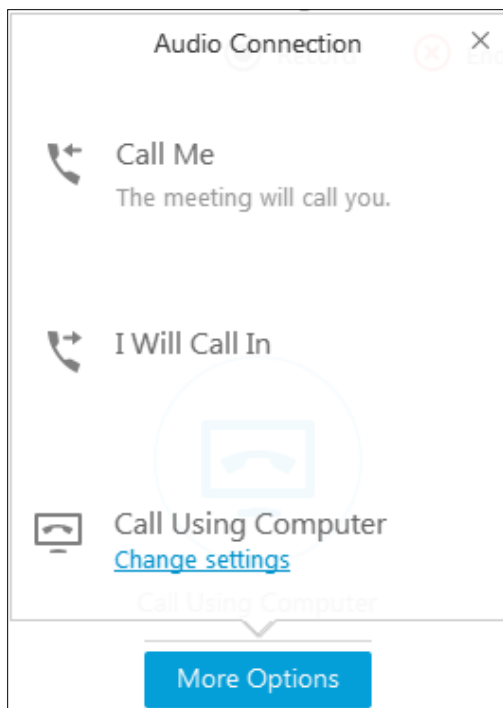 Audio Connection
Record
Call Me
The meeting will call you.
I Will Call In
Call Using Computer
Change settings
Call Using Computer
More Options